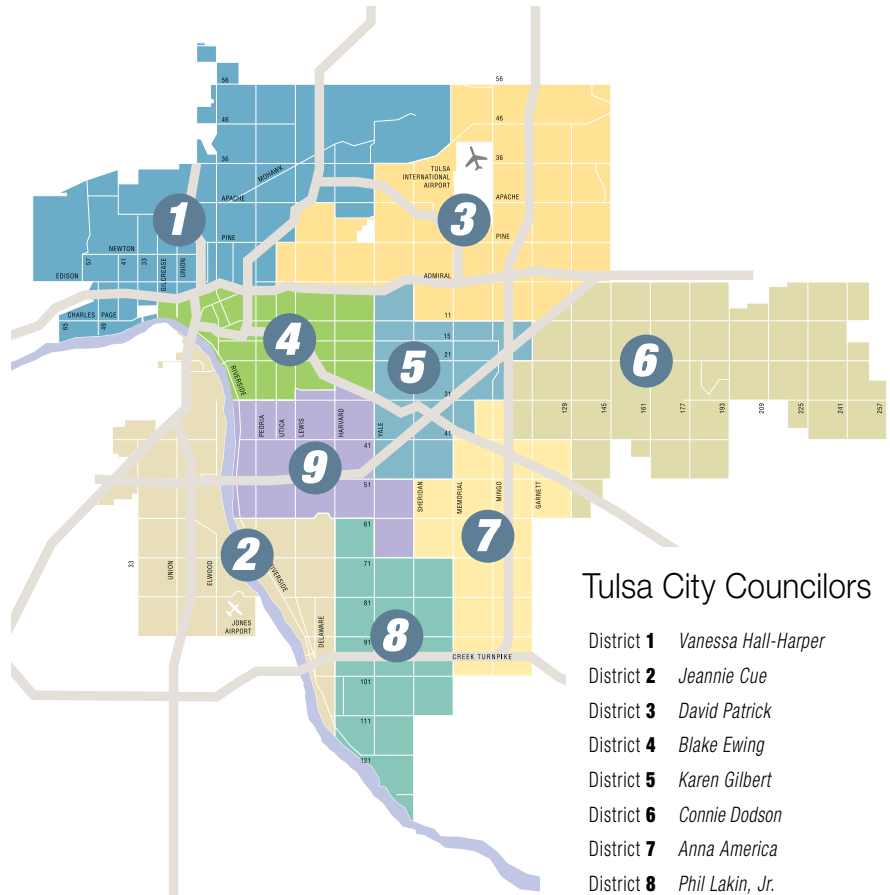 56
56
46
46
36
36
MOHAWK
TULSA
INTERNATIONAL
AIRPORT
APACHE
APACHE
1
3
PINE
PINE
NEWTON
EDISON
57
41
33
GILCREASE
UNION
ADMIRAL
CHARLES PAGE
65
49
11
4
15
5
21
6
RIVERSIDE
31
129
145
161
177
193
209
225
241
257
PEORIA
UTICA
LEWIS
HARVARD
YALE
41
41
9
51
SHERIDAN
MEMORIAL
MINGO
GARNETT
61
7
2
33
UNION
ELWOOD
RIVERSIDE
71
JONES
AIRPORT
81
DELAWARE
91
8
CREEK TURNPIKE
101
111
121
Tulsa City Councilors
District 1 Vanessa Hall-Harper
District 2 Jeannie Cue
District 3 David Patrick
District 4 Blake Ewing
District 5 Karen Gilbert
District 6 Connie Dodson
District 7 Anna America
District 8 Phil Lakin, Jr.